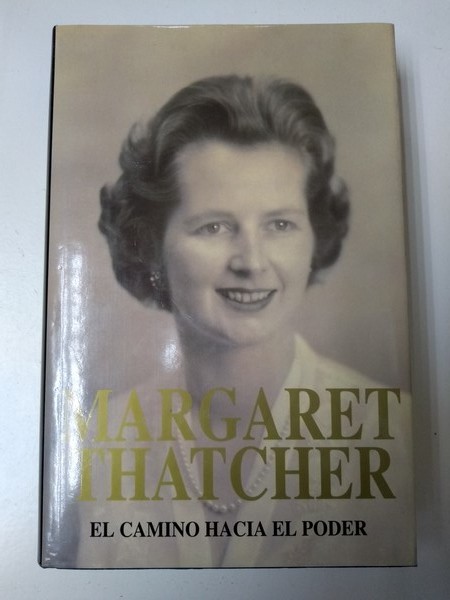 MARGARET
THATCHER
EL CAMINO HACIA EL PODER